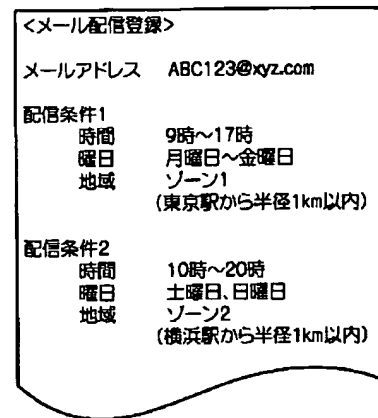 <メール配信登録>
メールアドレス ABC123@xyz.com
配信条件1
時間 9時～17時
曜日 月曜日～金曜日
地域 ゾーン1
(東京駅から半径1km以内)
配信条件2
時間 10時～20時
曜日 土曜日、日曜日
地域 ゾーン2
(横浜駅から半径1km以内)